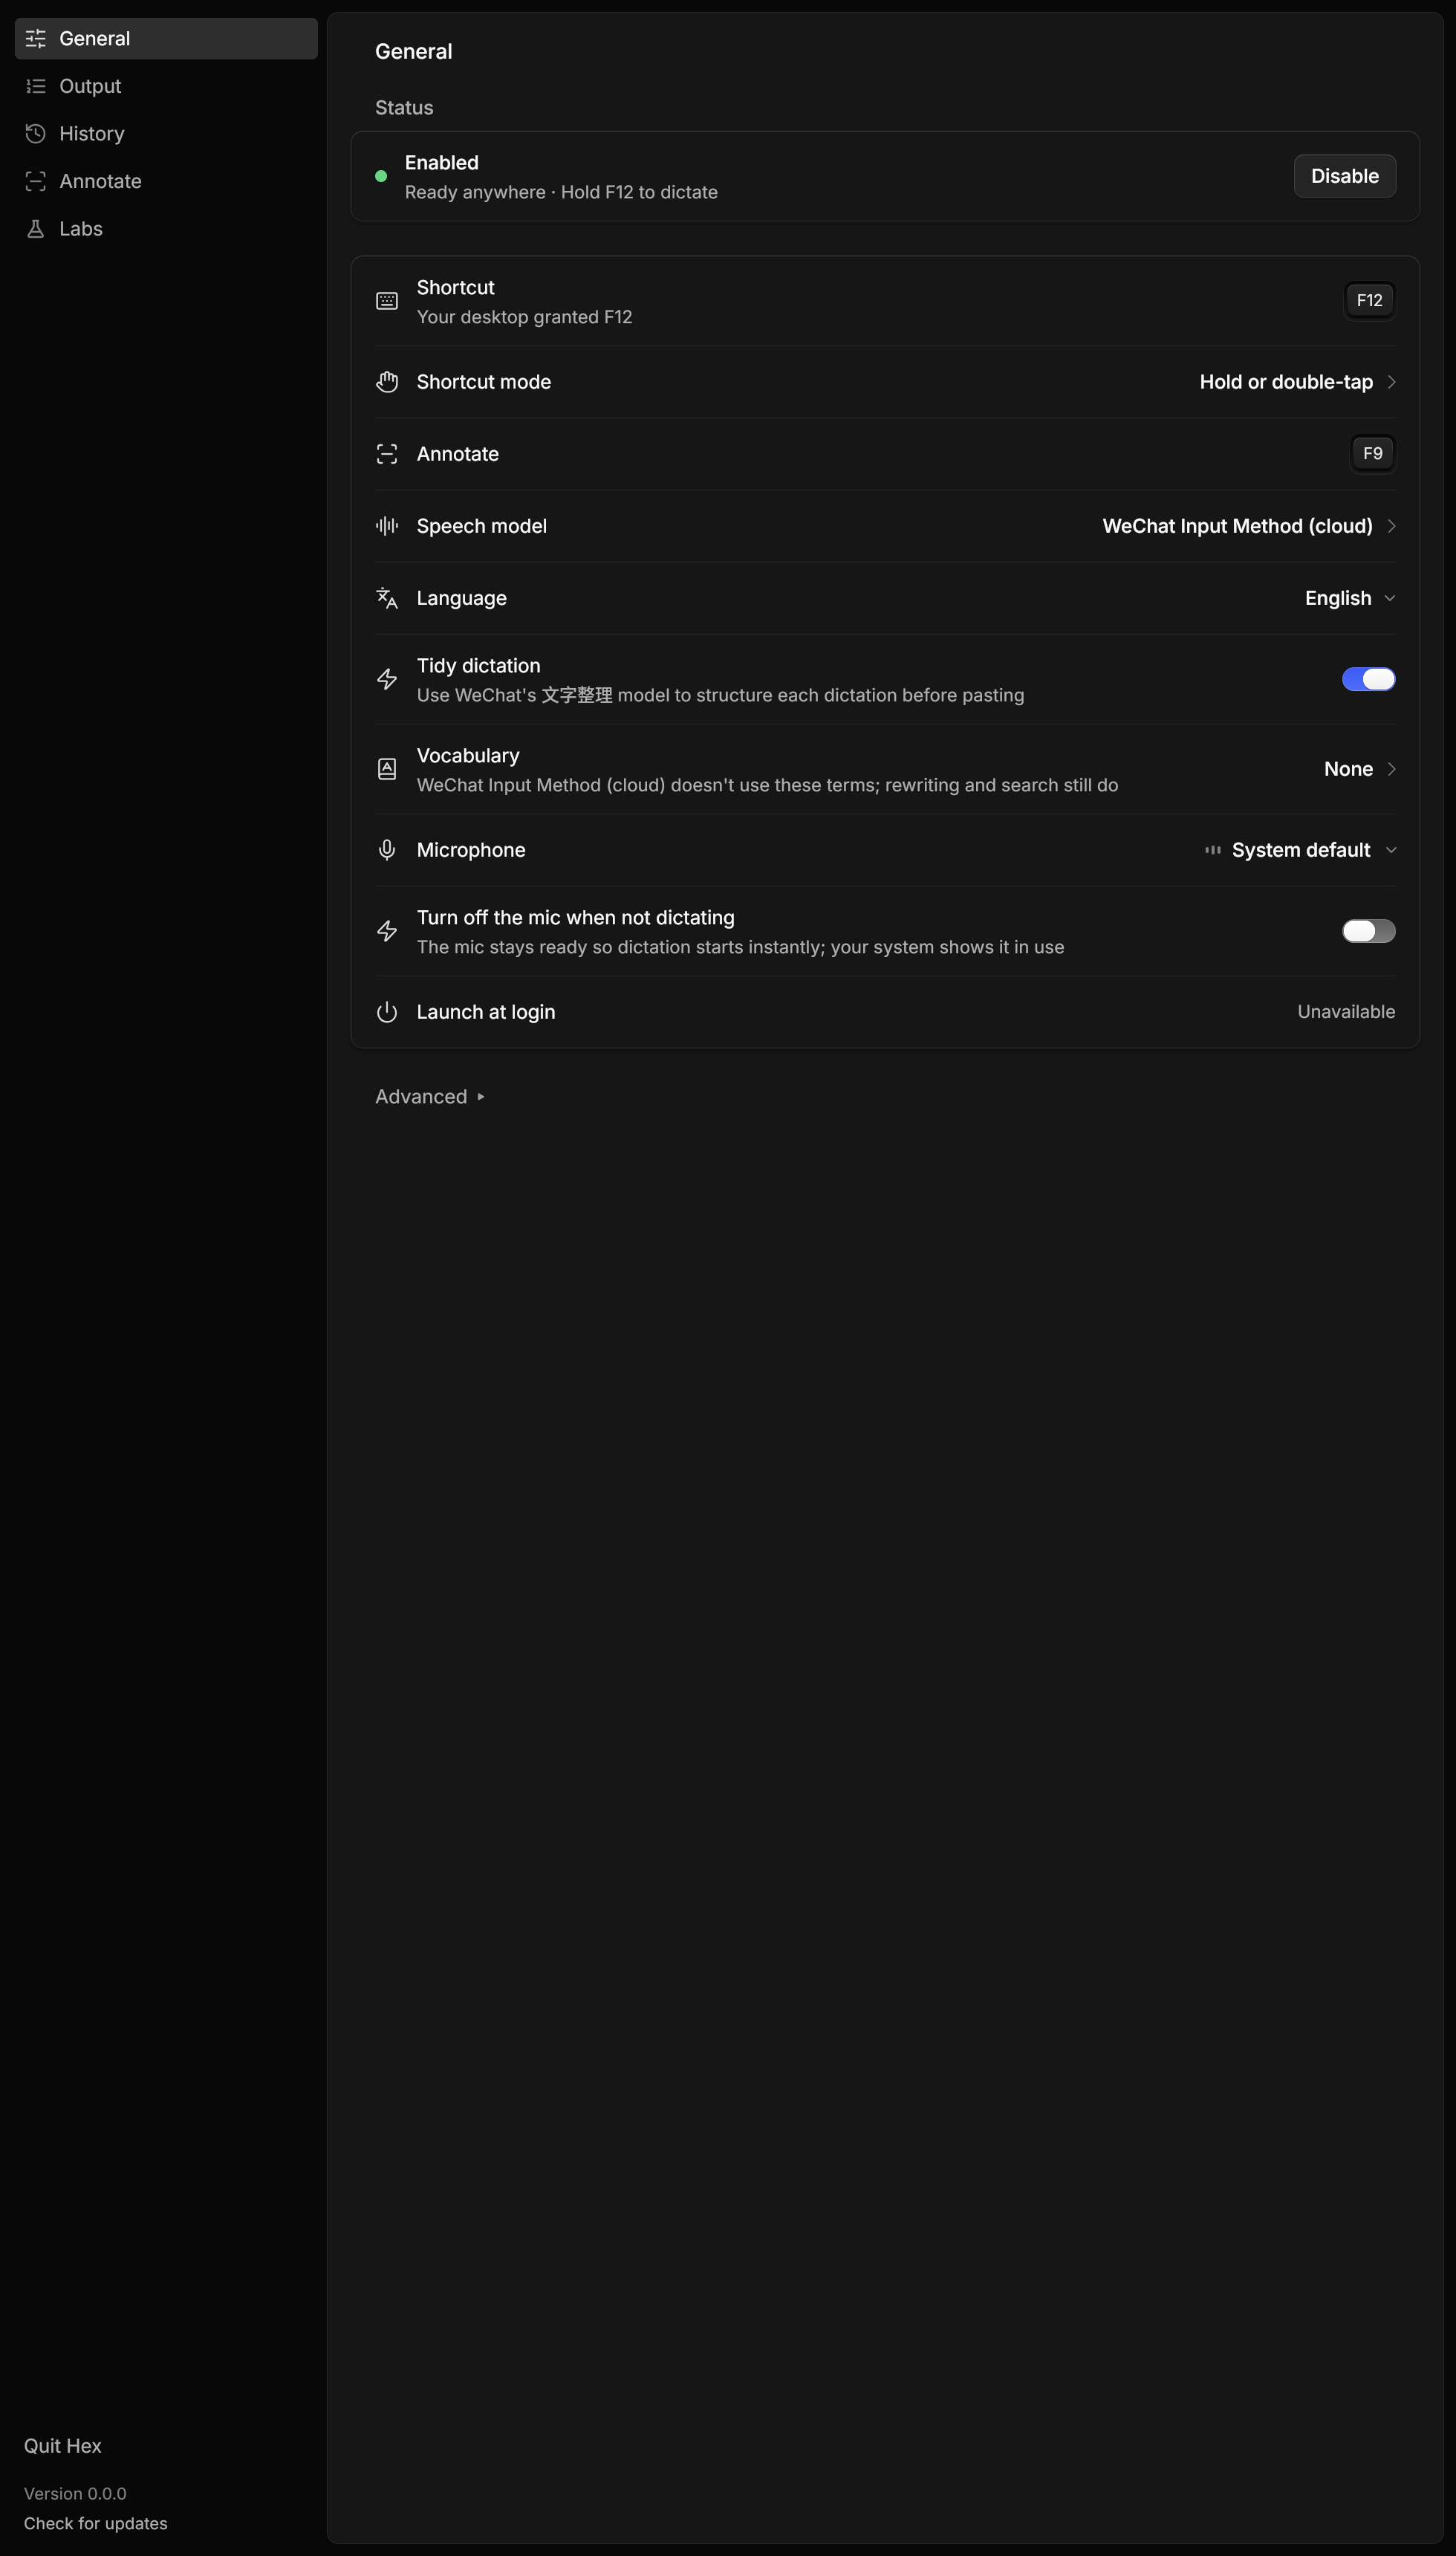 General
Output
History
Annotate
Labs
Quit Hex
Version 0.0.0
Check for updates
General
Status
Enabled
Ready anywhere · Hold F12 to dictate
Disable
Shortcut
Your desktop granted F12
F12
Shortcut mode
Hold or double-tap
Annotate
F9
Speech model
WeChat Input Method (cloud)
Language
English
Tidy dictation
Use WeChat's 文字整理 model to structure each dictation before pasting
Vocabulary
WeChat Input Method (cloud) doesn't use these terms; rewriting and search still do
None
Microphone
System default
Turn off the mic when not dictating
The mic stays ready so dictation starts instantly; your system shows it in use
Launch at login
Unavailable
Advanced